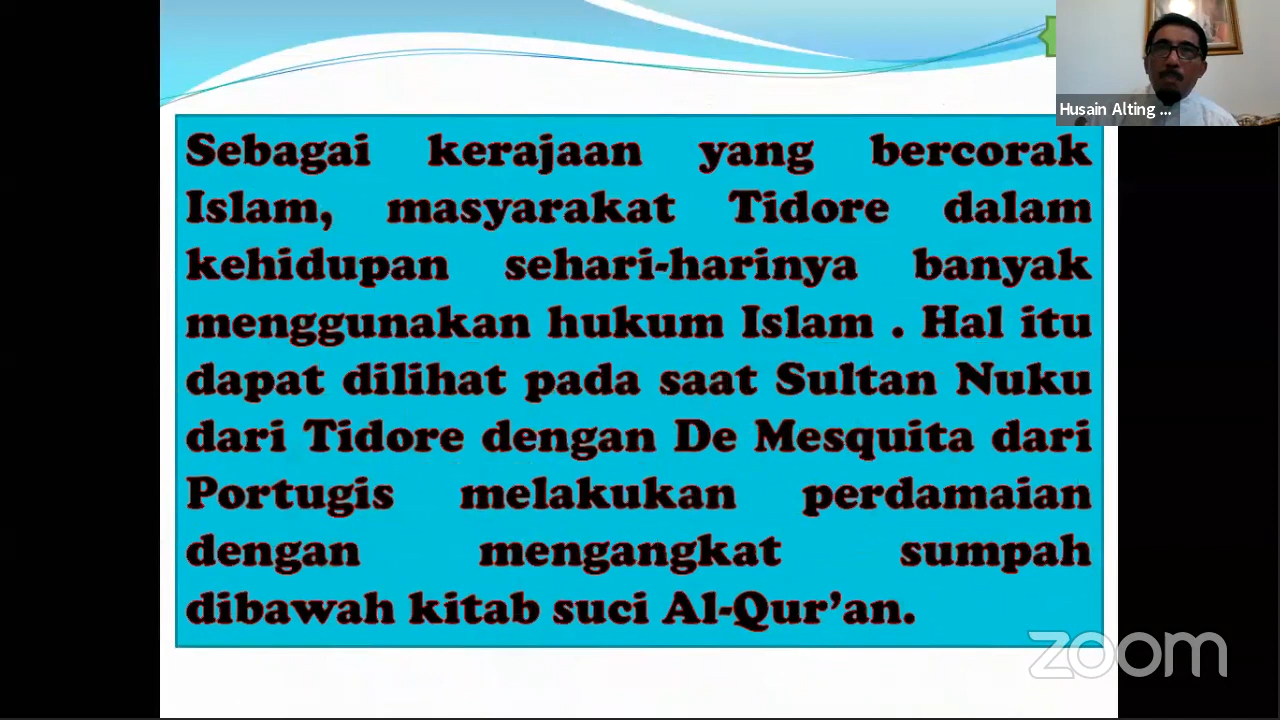 Husain Alting ...
Sebagai kerajaan yang bercorak
Islam, masyarakat Tidore dalam
kehidupan sehari-harinya banyak
menggunakan hukum Islam . Hal itu
dapat dilihat pada saat Sultan Nuku
dari Tidore dengan De Mesquita dari
Portugis melakukan perdamaian
dengan mengangkat sumpah
dibawah kitab suci Al-Qur’an.
zoom